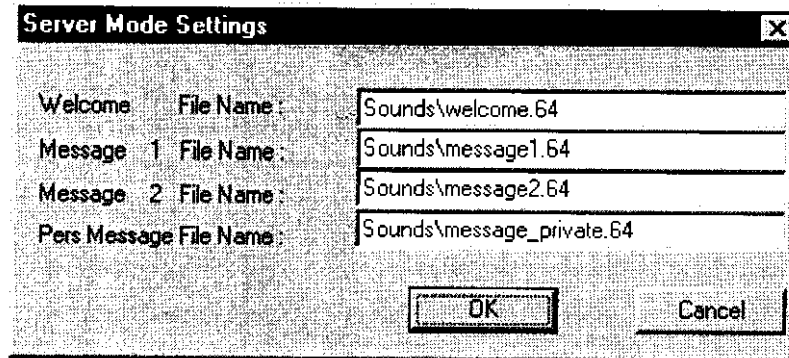 Server Mode Settings
Welcome File Name : Sounds\welcome.64
Message 1 File Name : Sounds\message1.64
Message 2 File Name : Sounds\message2.64
Pers Message File Name : Sounds\message_private.64
OK Cancel